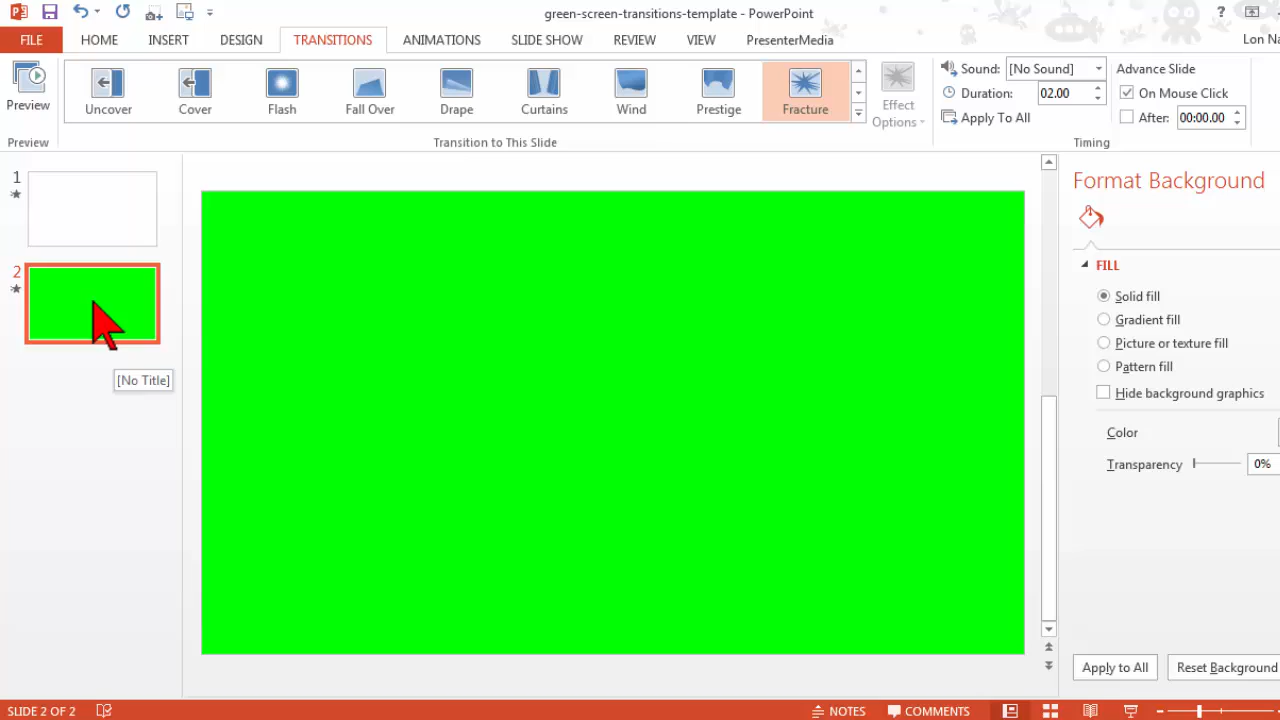 green-screen-transitions-template - PowerPoint
?
FILE
HOME
INSERT
DESIGN
TRANSITIONS
ANIMATIONS
SLIDE SHOW
REVIEW
VIEW
PresenterMedia
Lon Na
Preview
Uncover
Cover
Flash
Fall Over
Drape
Curtains
Wind
Prestige
Fracture
Effect
Options
Sound: [No Sound]
Duration: 02.00
Apply To All
Advance Slide
On Mouse Click
After: 00:00.00
Preview
Transition to This Slide
Timing
1
2
[No Title]
Format Background
FILL
Solid fill
Gradient fill
Picture or texture fill
Pattern fill
Hide background graphics
Color
Transparency 0%
Apply to All
Reset Background
SLIDE 2 OF 2
NOTES
COMMENTS